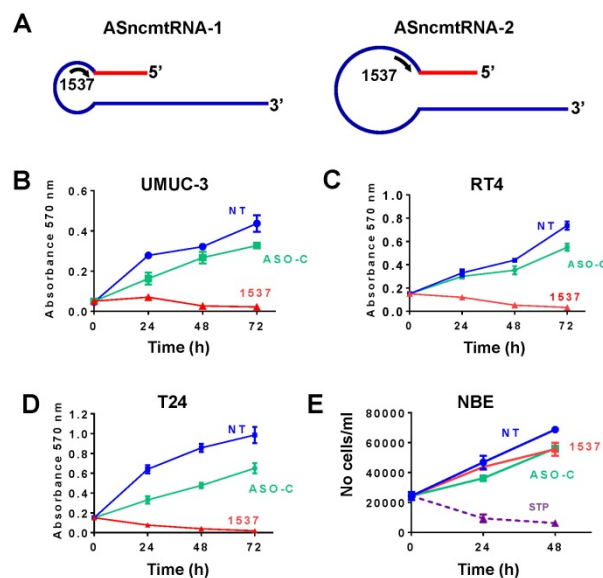 A
ASncmtRNA-1
ASncmtRNA-2
1537
5’
3’
1537
5’
3’
B
UMUC-3
Absorbance 570 nm
0.6
0.4
0.2
0.0
0
24
48
72
NT
ASO-C
1537
Time (h)
C
RT4
Absorbance 570 nm
1.0
0.8
0.6
0.4
0.2
0.0
0
24
48
72
NT
ASO-C
1537
Time (h)
D
T24
Absorbance 570 nm
1.2
1.0
0.8
0.6
0.4
0.2
0.0
0
24
48
72
NT
ASO-C
1537
Time (h)
E
NBE
No cells/ml
80000
60000
40000
20000
0
0
24
48
NT
1537
ASO-C
STP
Time (h)